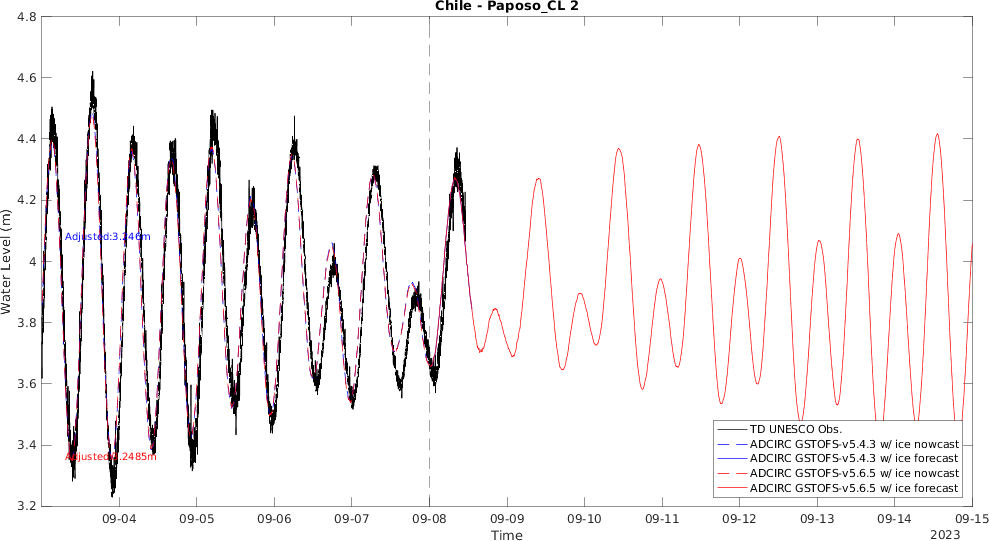 Chile - Paposo_CL 2
4.8
4.6
4.4
4.2
4
3.8
3.6
3.4
3.2
Water Level (m)
Adjusted:3.246m
Adjusted:3.2485m
TD UNESCO Obs.
ADCIRC GSTOFS-v5.4.3 w/ ice nowcast
ADCIRC GSTOFS-v5.4.3 w/ ice forecast
ADCIRC GSTOFS-v5.6.5 w/ ice nowcast
ADCIRC GSTOFS-v5.6.5 w/ ice forecast
09-04 09-05 09-06 09-07 09-08 09-09 09-10 09-11 09-12 09-13 09-14 09-15
Time
2023